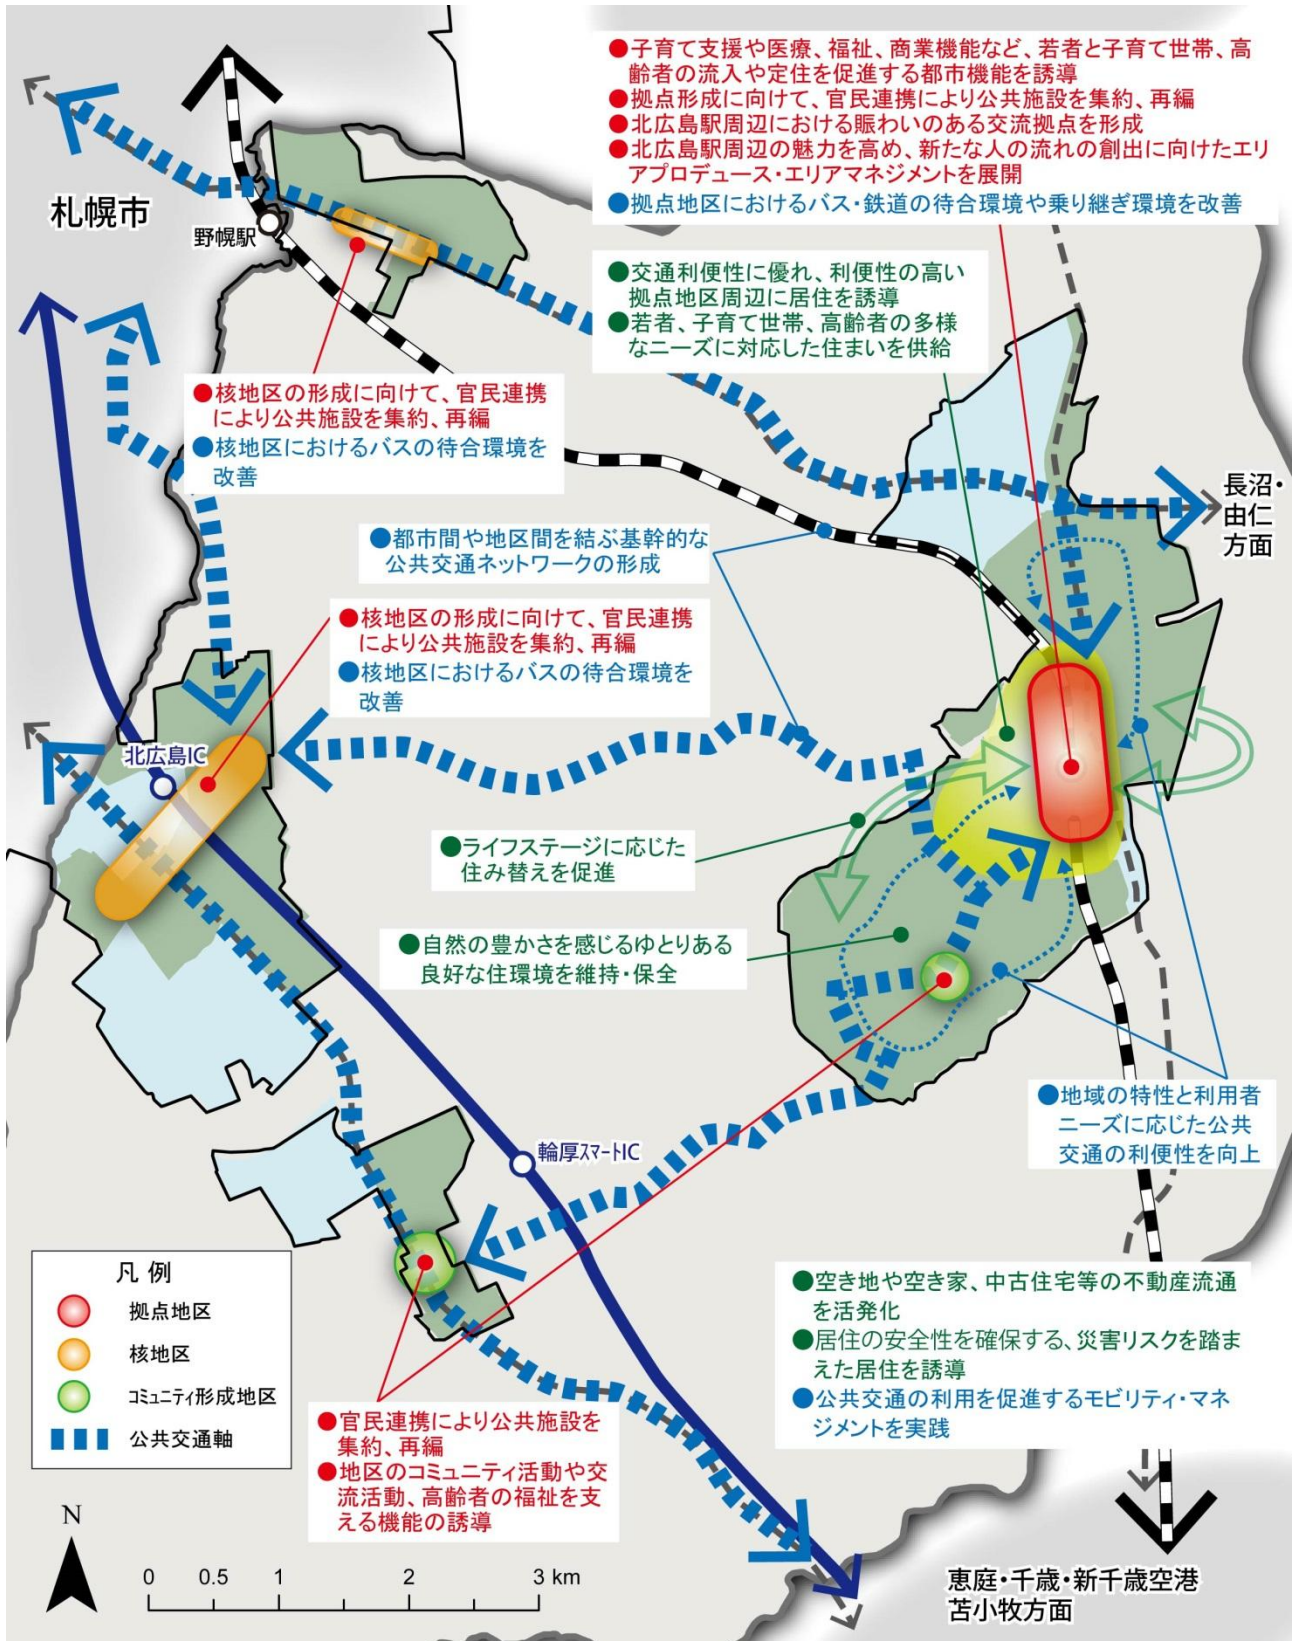 ●子育て支援や医療、福祉、商業機能など、若者と子育て世帯、高
齢者の流入や定住を促進する都市機能を誘導
●拠点形成に向けて、官民連携により公共施設を集約、再編
●北広島駅周辺における賑わいのある交流拠点を形成
●北広島駅周辺の魅力を高め、新たな人の流れの創出に向けたエリ
アプロデュース・エリアマネジメントを展開
●拠点地区におけるバス・鉄道の待合環境や乗り継ぎ環境を改善
札幌市
野幌駅
●交通利便性に優れ、利便性の高い
拠点地区周辺に居住を誘導
●若者、子育て世帯、高齢者の多様
なニーズに対応した住まいを供給
●核地区の形成に向けて、官民連携
により公共施設を集約、再編
●核地区におけるバスの待合環境を
改善
長沼・
由仁
方面
●都市間や地区間を結ぶ基幹的な
公共交通ネットワークの形成
●核地区の形成に向けて、官民連携
により公共施設を集約、再編
●核地区におけるバスの待合環境を
改善
北広島IC
●ライフステージに応じた
住み替えを促進
●自然の豊かさを感じるゆとりある
良好な住環境を維持・保全
●地域の特性と利用者
ニーズに応じた公共
交通の利便性を向上
輪厚スマートIC
凡例
拠点地区
核地区
コミュニティ形成地区
公共交通軸
●空き地や空き家、中古住宅等の不動産流通
を活発化
●居住の安全性を確保する、災害リスクを踏ま
えた居住を誘導
●公共交通の利用を促進するモビリティ・マネ
ジメントを実践
●官民連携により公共施設を
集約、再編
●地区のコミュニティ活動や交
流活動、高齢者の福祉を支
える機能の誘導
N
0 0.5 1 2 3 km
恵庭・千歳・新千歳空港
苫小牧方面